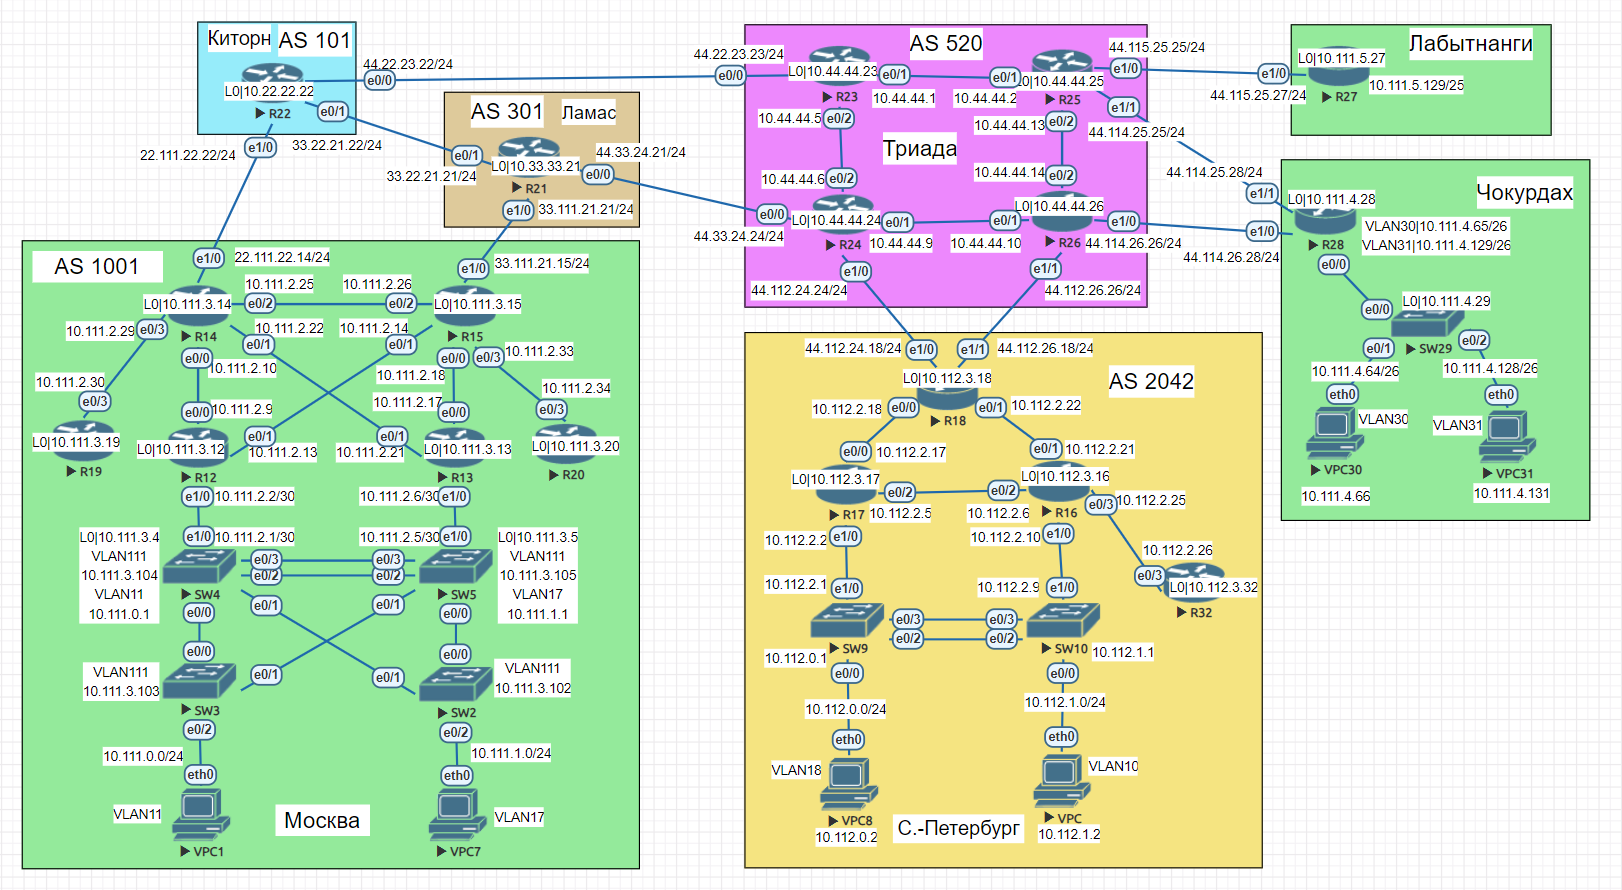 Киторн
AS 101
44.22.23.22/24
e0/0
L0|10.22.22.22
R22
e0/1
e1/0
22.111.22.22/24
33.22.21.22/24
AS 301
Ламас
e0/1
L0|10.33.33.21
44.33.24.21/24
e0/0
33.22.21.21/24
R21
e1/0
33.111.21.21/24
AS 520
Триада
44.22.23.23/24
e0/0
L0|10.44.44.23
e0/1
R23
10.44.44.1
e0/1
L0|10.44.44.25
10.44.44.2
R25
44.115.25.25/24
e1/0
e1/1
44.114.25.25/24
10.44.44.5
e0/2
10.44.44.13
e0/2
10.44.44.6
e0/2
10.44.44.14
e0/2
e0/0
44.33.24.24/24
L0|10.44.44.24
e0/1
R24
10.44.44.9
e0/1
10.44.44.10
L0|10.44.44.26
R26
e1/0
44.114.26.26/24
e1/0
44.112.24.24/24
e1/1
44.112.26.26/24
Лабытнанги
L0|10.111.5.27
e1/0
44.115.25.27/24
R27
10.111.5.129/25
Чокурдах
44.114.25.28/24
e1/1
L0|10.111.4.28
R28
VLAN30|10.111.4.65/26
VLAN31|10.111.4.129/26
e1/0
44.114.26.28/24
e0/0
e0/0
L0|10.111.4.29
SW29
e0/1
e0/2
10.111.4.64/26
10.111.4.128/26
eth0
eth0
VLAN30
VLAN31
VPC30
VPC31
10.111.4.66
10.111.4.131
AS 1001
e1/0
22.111.22.14/24
e1/0
33.111.21.15/24
10.111.2.25
10.111.2.26
L0|10.111.3.14
e0/2
e0/2
L0|10.111.3.15
10.111.2.29
e0/3
R14
10.111.2.22
e0/1
10.111.2.14
e0/1
R15
e0/0
10.111.2.10
e0/0
10.111.2.18
e0/3
10.111.2.33
10.111.2.30
e0/3
10.111.2.34
e0/3
10.111.2.9
e0/0
10.111.2.17
e0/0
L0|10.111.3.19
R19
L0|10.111.3.12
R12
e0/1
10.111.2.13
e0/1
10.111.2.21
L0|10.111.3.13
R13
L0|10.111.3.20
R20
e1/0
10.111.2.2/30
10.111.2.6/30
e1/0
e1/0
10.111.2.1/30
10.111.2.5/30
e1/0
L0|10.111.3.4
VLAN111
10.111.3.104
VLAN11
10.111.0.1
L0|10.111.3.5
VLAN111
10.111.3.105
VLAN17
10.111.1.1
e0/3
e0/2
e0/3
e0/2
SW4
SW5
e0/1
e0/1
e0/0
e0/0
e0/0
e0/0
e0/1
e0/1
VLAN111
10.111.3.103
VLAN111
10.111.3.102
SW3
SW2
e0/2
e0/2
10.111.0.0/24
10.111.1.0/24
eth0
eth0
VLAN11
VLAN17
VPC1
VPC7
Москва
AS 2042
44.112.24.18/24
e1/0
e1/1
44.112.26.18/24
L0|10.112.3.18
R18
10.112.2.18
e0/0
e0/1
10.112.2.22
e0/0
10.112.2.17
e0/1
10.112.2.21
L0|10.112.3.17
R17
e0/2
10.112.2.5
e0/2
10.112.2.6
L0|10.112.3.16
R16
e0/3
10.112.2.25
10.112.2.2
e1/0
10.112.2.10
e1/0
10.112.2.26
e0/3
L0|10.112.3.32
R32
10.112.2.1
e1/0
10.112.2.9
e1/0
e0/3
e0/2
e0/3
e0/2
SW9
10.112.0.1
SW10
10.112.1.1
e0/0
e0/0
10.112.0.0/24
10.112.1.0/24
eth0
eth0
VLAN18
VLAN10
VPC8
VPC
10.112.0.2
10.112.1.2
С.-Петербург